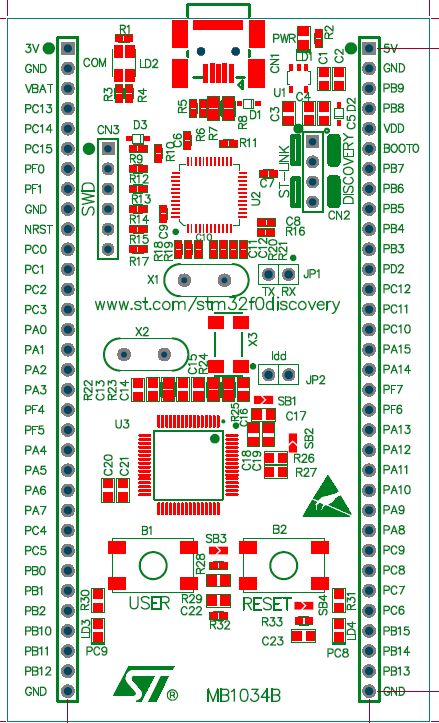 3V
GND
VBAT
PC13
PC14
PC15
PF0
PF1
GND
NRST
PC0
PC1
PC2
PC3
PA0
PA1
PA2
PA3
PF4
PF5
PA4
PA5
PA6
PA7
PC4
PC5
PB0
PB1
PB2
PB10
PB11
PB12
GND
R1
COM
LD2
R3
R4
CN1
PWR
R2
LD1
C1
C2
U1
R5
R6
R7
R8
D1
C3
C4
C5
D2
CN3
SWD
D3
R9
R10
R12
R13
R14
R15
R17
C6
R11
U2
C7
ST-LINK
DISCOVERY
CN2
C9
C8
R16
R18
R19
C10
C11
C12
R20
R21
X1
JP1
TX RX
www.st.com/stm32f0discovery
X2
X3
Idd
JP2
R22
C13
R23
C14
C15
R24
SB1
R25
C16
C17
U3
SB2
C18
C19
R26
R27
C20
C21
B1
SB3
B2
R28
USER
RESET
R29
C22
R32
R33
C23
SB4
R30
LD3
PC9
R31
LD4
PC8
ST
®
MB1034B
5V
GND
PB9
PB8
VDD
BOOT0
PB7
PB6
PB5
PB4
PB3
PD2
PC12
PC11
PC10
PA15
PA14
PF7
PF6
PA13
PA12
PA11
PA10
PA9
PA8
PC9
PC8
PC7
PC6
PB15
PB14
PB13
GND